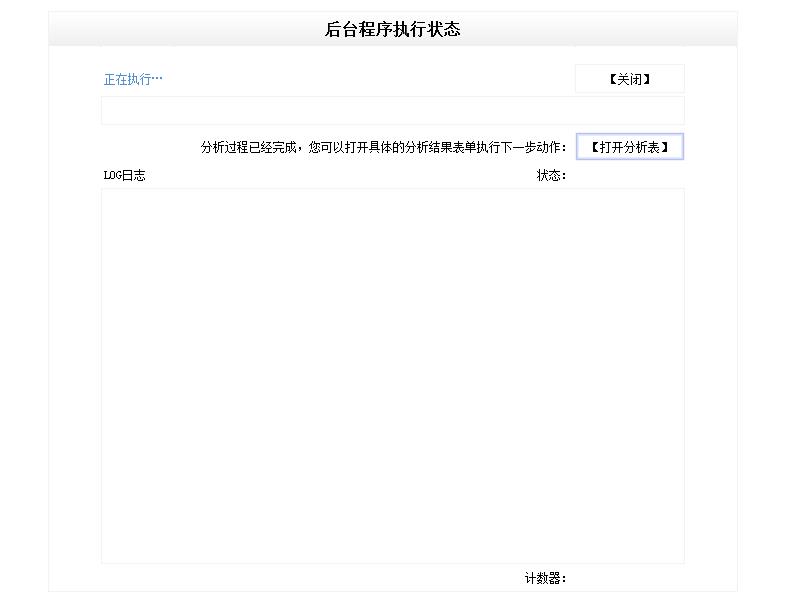 后台程序执行状态
正在执行…
【关闭】
分析过程已经完成，您可以打开具体的分析结果表单执行下一步动作：
【打开分析表】
LOG日志
状态：
计数器：